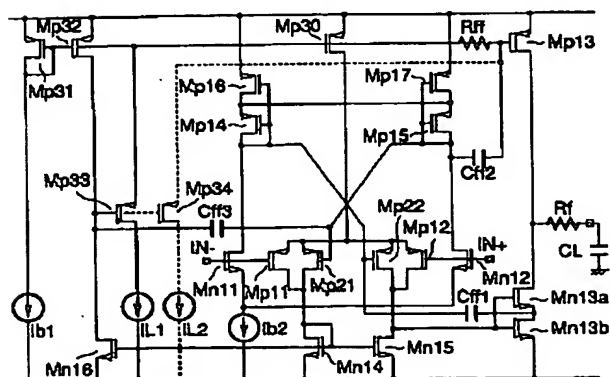 Mp32
Mp30
Rff
Mp13
Mp31
Mp16
Mp17
Mp14
Mp15
Cff2
Mp33
Mp34
Cff3
Mp22
Mp12
Rf
IN-
IN+
CL
Mn11
Mp11
Mp21
Mn12
Cff1
Mn13a
Ib1
IL1
IL2
Ib2
Mn13b
Mn16
Mn14
Mn15